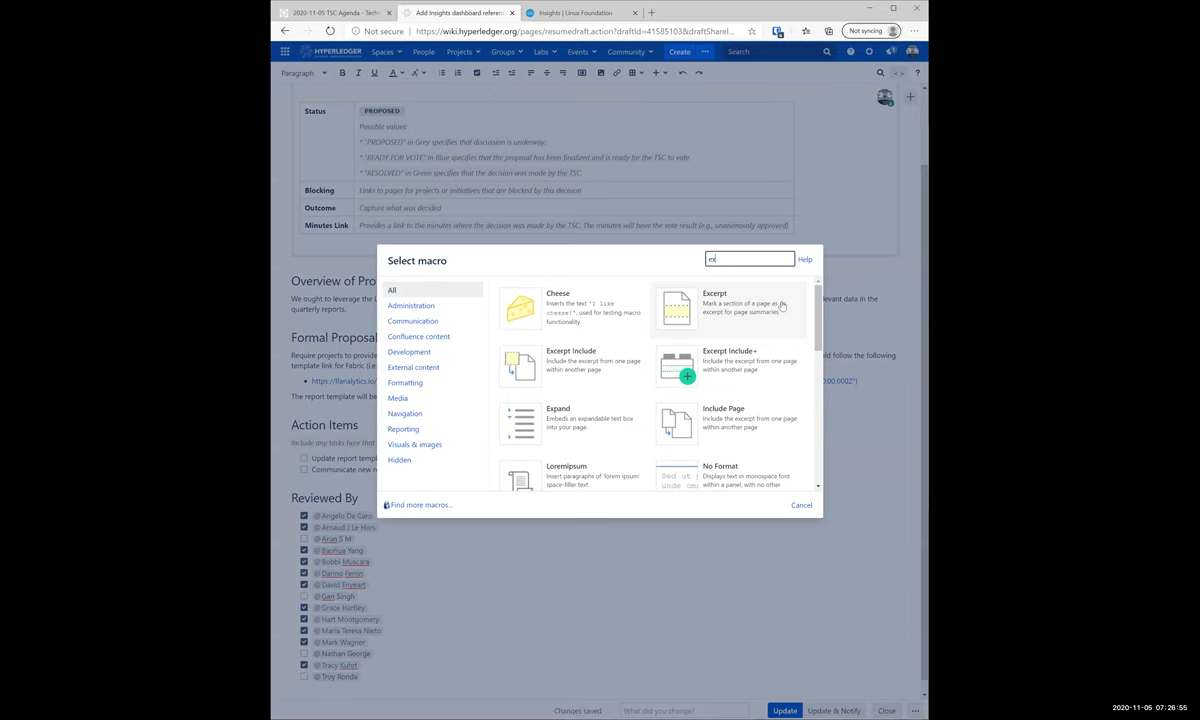 2020-11-05 TSC Agenda - Techn
Add Insights dashboard referenc
Insights | Linux Foundation
Not secure
https://wiki.hyperledger.org/pages/resumedraft.action?draftId=41585103&draftShareI...
Not syncing
HYPERLEDGER
Spaces
People
Projects
Groups
Labs
Events
Community
Create
Search
Paragraph
Status
PROPOSED
Possible values:
* "PROPOSED" in Grey specifies that discussion is underway.
* "READY FOR VOTE" in Blue specifies that the proposal has been finalized and is ready for the TSC to vote
* "RESOLVED" in Green specifies that the decision was made by the TSC.
Blocking
Links to pages for projects or initiatives that are blocked by this decision
Outcome
Capture what was decided
Minutes Link
Provides a link to the minutes where the decision was made by the TSC. The minutes will have the vote result (e.g., unanimously approved)
Select macro
ex
Help
All
Administration
Communication
Confluence content
Development
External content
Formatting
Media
Navigation
Reporting
Visuals & images
Hidden
Cheese
Inserts the text "I like
cheese!", used for testing macro
functionality.
Excerpt
Mark a section of a page as an
excerpt for page summaries
Excerpt Include
Include the excerpt from one page
within another page
Excerpt Include+
Include the excerpt from one page
within another page
Expand
Embeds an expandable text box
into your page.
Include Page
Include the excerpt from one page
within another page
Loremipsum
Insert paragraphs of 'lorem ipsum'
space-filler text
No Format
Displays text in monospace font
within a panel, with no other
Find more macros...
Cancel
Overview of Pro
We ought to leverage the L
levant data in the
quarterly reports.
Formal Proposa
Require projects to provide
uld follow the following
template link for Fabric (i.e.
https://lfanalytics.io/
00.000Z")
The report template will be
Action Items
Include any tasks here that
Update report templ
Communicate new r
Reviewed By
@Angelo De Caro
@Arnaud J Le Hors
@Arun S M
@Baohua Yang
@Bobbi Muscara
@Danno Ferrin
@David Enyeart
@Gari Singh
@Grace Hartley
@Hart Montgomery
@Maria Teresa Nieto
@Mark Wagner
@Nathan George
@Tracy Kuhrt
@Troy Ronda
Changes saved
What did you change?
Update
Update & Notify
Close
2020-11-05 07:26:55